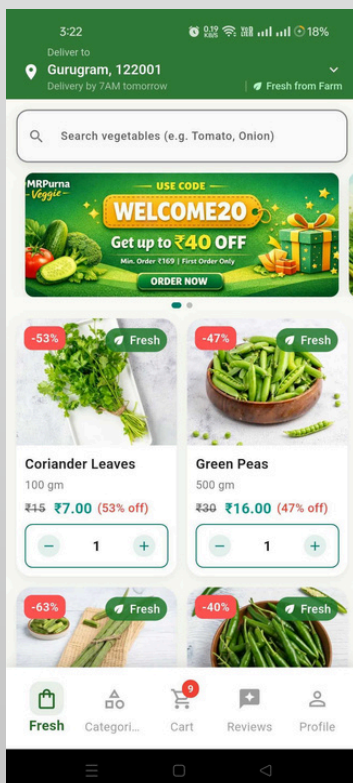 3:22
0.19 KB/S 18%
Deliver to
Gurugram, 122001
Delivery by 7AM tomorrow
Fresh from Farm
Search vegetables (e.g. Tomato, Onion)
MRPurna
Veggie
USE CODE
WELCOME20
Get up to ₹40 OFF
Min. Order ₹169 | First Order Only
ORDER NOW
-53% Fresh
-47% Fresh
Coriander Leaves
100 gm
₹15 ₹7.00 (53% off)
− 1 +
Green Peas
500 gm
₹30 ₹16.00 (47% off)
− 1 +
-63% Fresh
-40% Fresh
9
Fresh Categori... Cart Reviews Profile